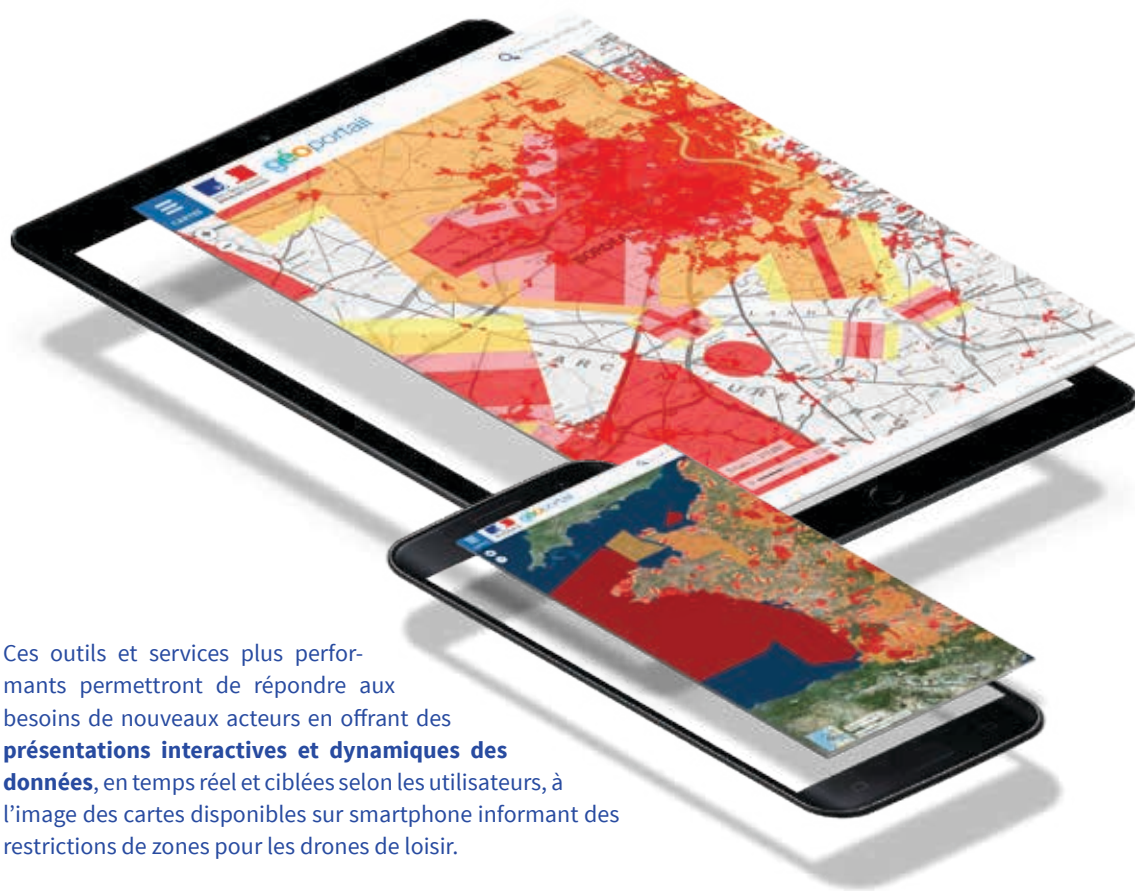 géoportail
CARTES
BORDEAUX
géoportail
Ces outils et services plus perfor-
mants permettront de répondre aux
besoins de nouveaux acteurs en offrant des
présentations interactives et dynamiques des
données, en temps réel et ciblées selon les utilisateurs, à
l’image des cartes disponibles sur smartphone informant des
restrictions de zones pour les drones de loisir.